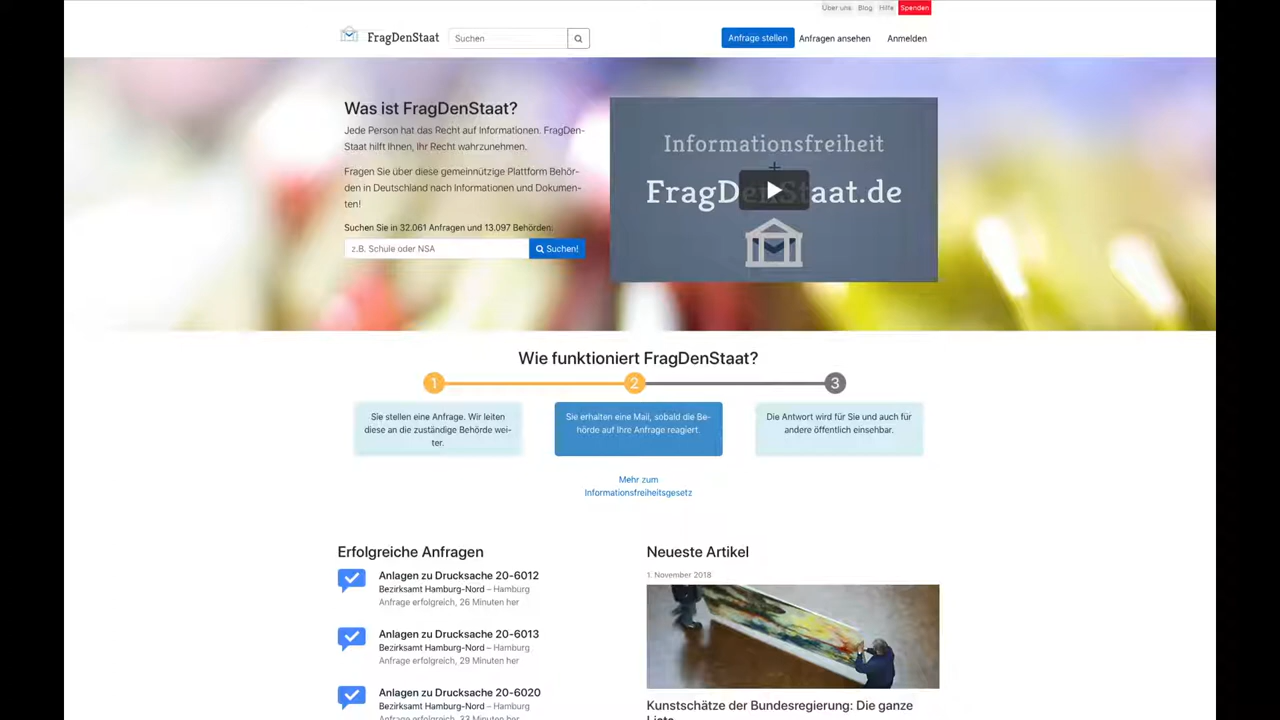 Über uns Blog Hilfe Spenden
FragDenStaat Suchen Anfrage stellen Anfragen ansehen Anmelden
Was ist FragDenStaat?
Jede Person hat das Recht auf Informationen. FragDen-
Staat hilft Ihnen, Ihr Recht wahrzunehmen.
Fragen Sie über diese gemeinnützige Plattform Behör-
den in Deutschland nach Informationen und Dokumen-
ten!
Suchen Sie in 32.061 Anfragen und 13.097 Behörden:
z.B. Schule oder NSA Suchen!
Informationsfreiheit
+
FragDenStaat.de
Wie funktioniert FragDenStaat?
1 2 3
Sie stellen eine Anfrage. Wir leiten
diese an die zuständige Behörde wei-
ter.
Sie erhalten eine Mail, sobald die Be-
hörde auf Ihre Anfrage reagiert.
Die Antwort wird für Sie und auch für
andere öffentlich einsehbar.
Mehr zum
Informationsfreiheitsgesetz
Erfolgreiche Anfragen
Anlagen zu Drucksache 20-6012
Bezirksamt Hamburg-Nord – Hamburg
Anfrage erfolgreich, 26 Minuten her
Anlagen zu Drucksache 20-6013
Bezirksamt Hamburg-Nord – Hamburg
Anfrage erfolgreich, 29 Minuten her
Anlagen zu Drucksache 20-6020
Bezirksamt Hamburg-Nord – Hamburg
Anfrage erfolgreich, 33 Minuten her
Neueste Artikel
1. November 2018
Kunstschätze der Bundesregierung: Die ganze
Liste